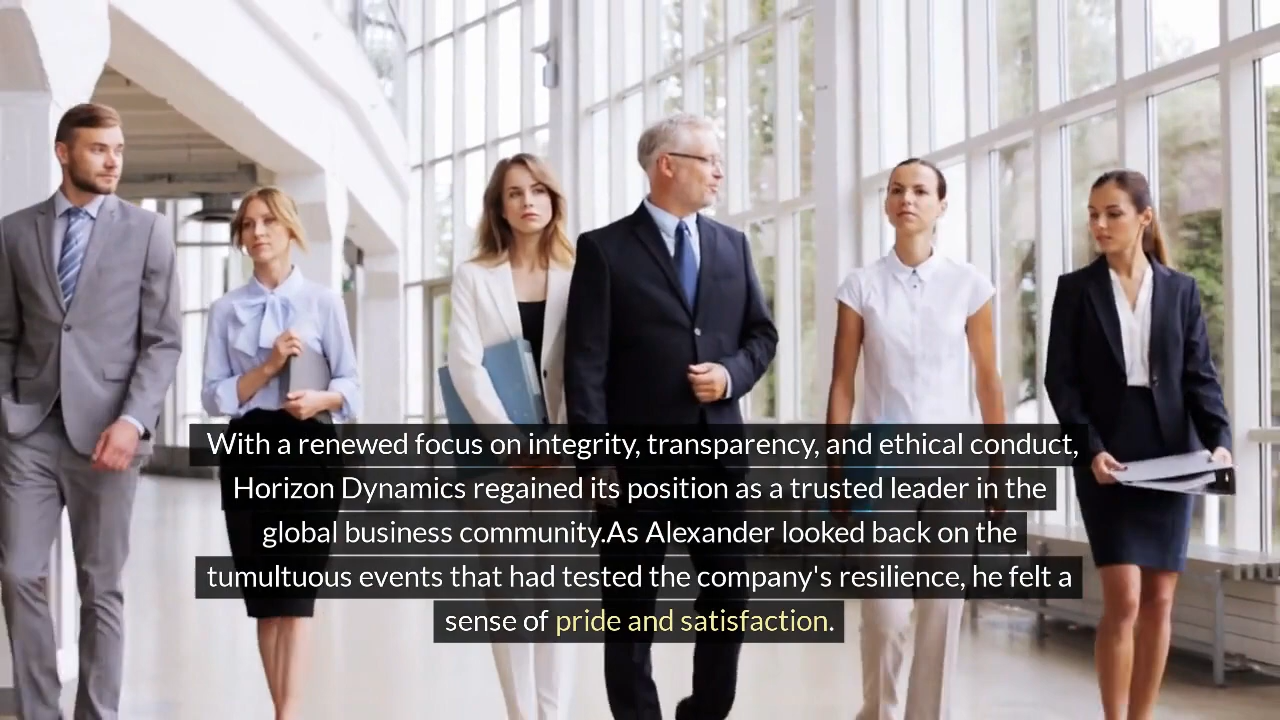 With a renewed focus on integrity, transparency, and ethical conduct,
Horizon Dynamics regained its position as a trusted leader in the
global business community.As Alexander looked back on the
tumultuous events that had tested the company's resilience, he felt a
sense of pride and satisfaction.